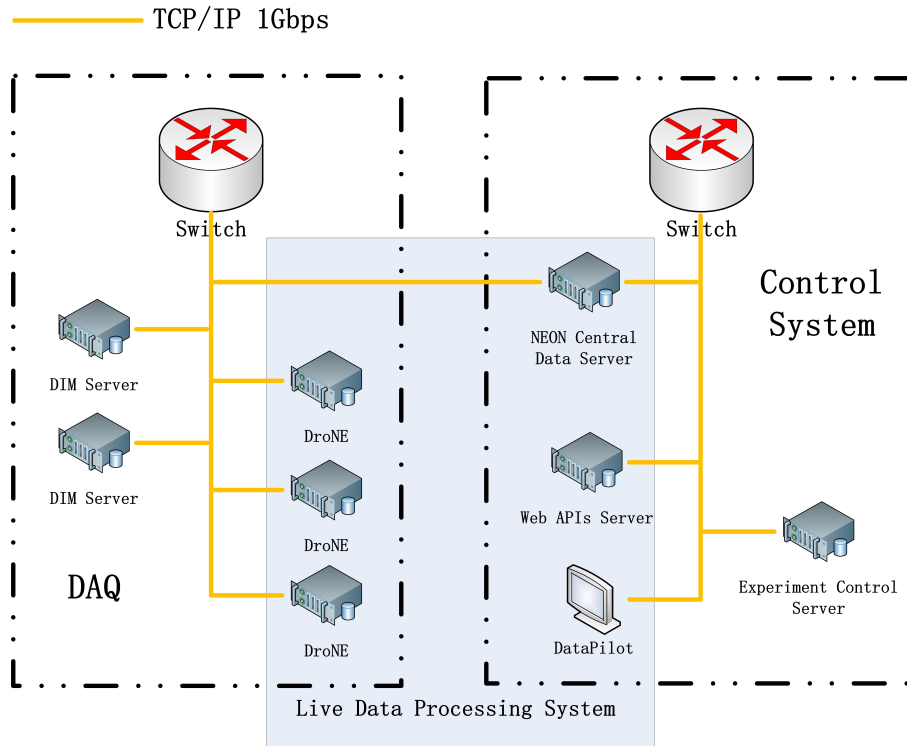 TCP/IP 1Gbps
Switch
Switch
Control
System
NEON Central
Data Server
DIM Server
DroNE
DIM Server
Web APIs Server
DroNE
DAQ
Experiment Control
Server
DroNE
DataPilot
Live Data Processing System